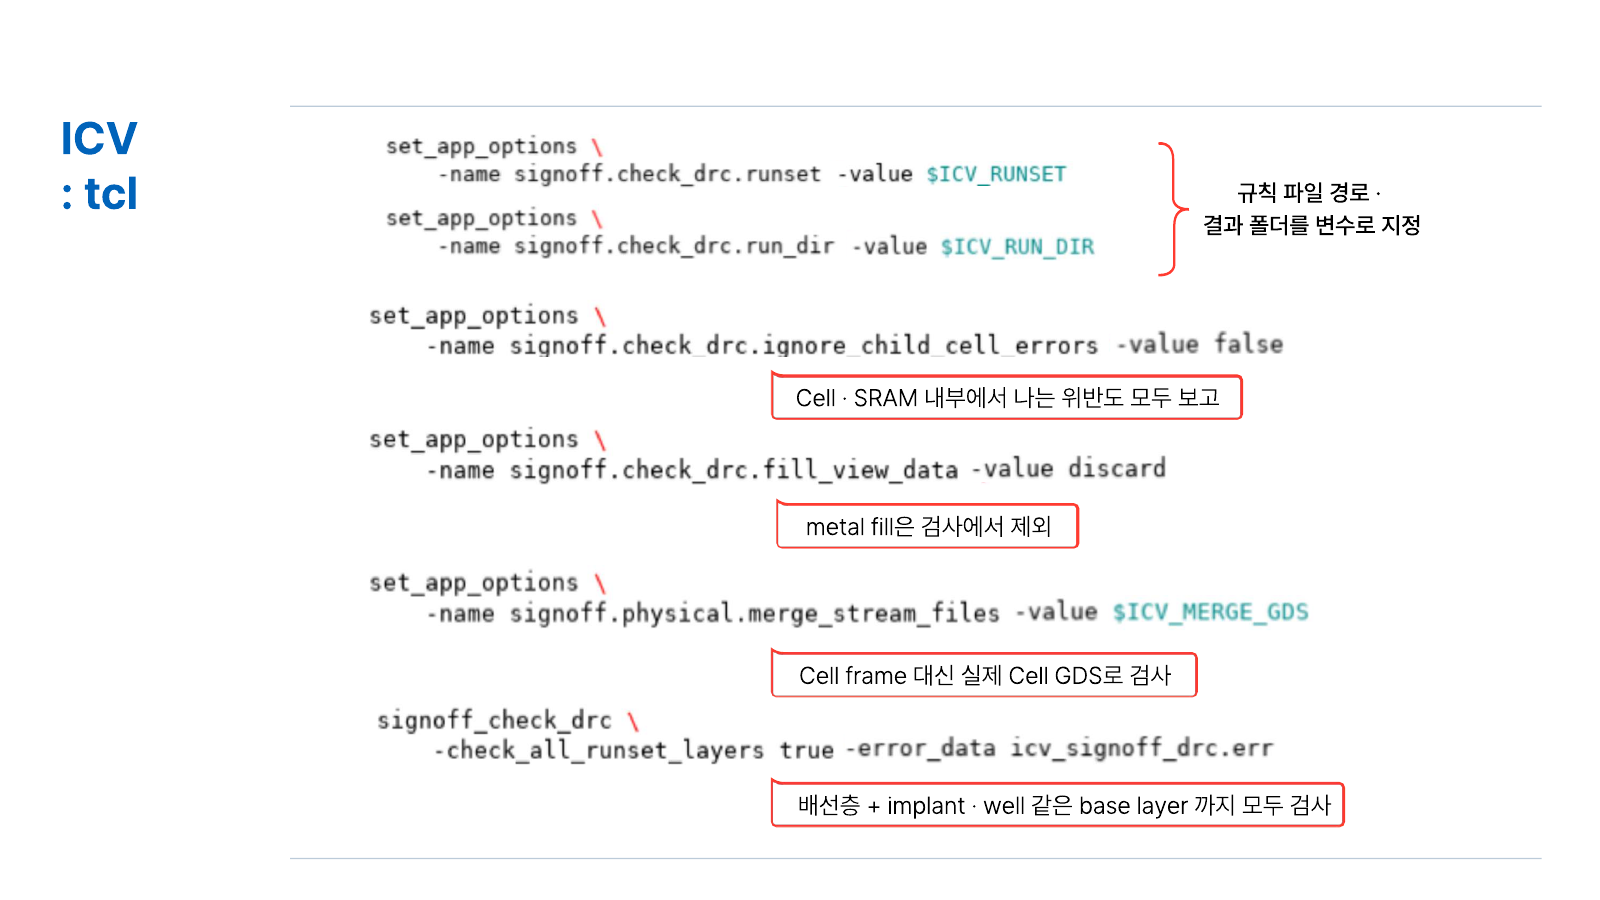 ICV
: tcl
set_app_options \
-name signoff.check_drc.runset -value $ICV_RUNSET
set_app_options \
-name signoff.check_drc.run_dir -value $ICV_RUN_DIR
규칙 파일 경로 ·
결과 폴더를 변수로 지정
set_app_options \
-name signoff.check_drc.ignore_child_cell_errors -value false
Cell · SRAM 내부에서 나는 위반도 모두 보고
set_app_options \
-name signoff.check_drc.fill_view_data -value discard
metal fill은 검사에서 제외
set_app_options \
-name signoff.physical.merge_stream_files -value $ICV_MERGE_GDS
Cell frame 대신 실제 Cell GDS로 검사
signoff_check_drc \
-check_all_runset_layers true -error_data icv_signoff_drc.err
배선층 + implant · well 같은 base layer 까지 모두 검사